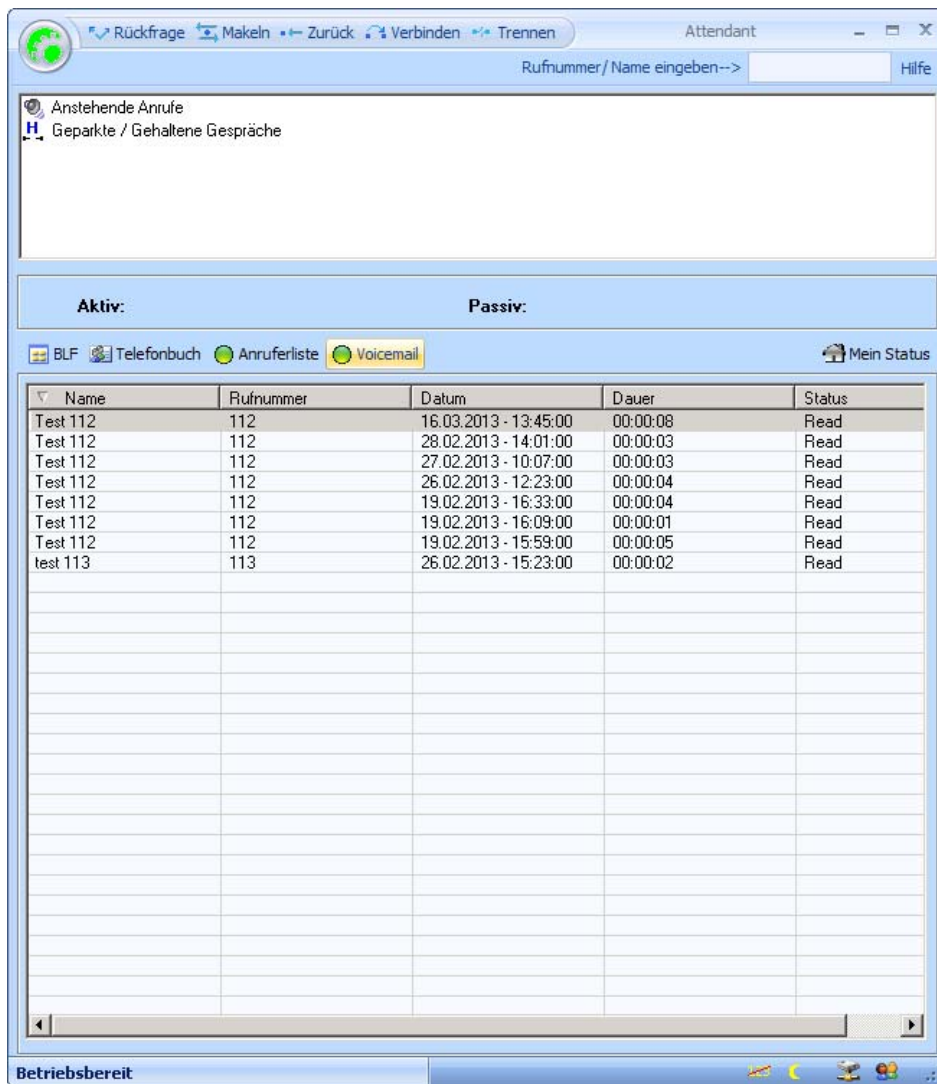 Rückfrage Makeln Zurück Verbinden Trennen Attendant
Rufnummer/ Name eingeben--> Hilfe
Anstehende Anrufe
H Geparkte / Gehaltene Gespräche
Aktiv: Passiv:
BLF Telefonbuch Anruferliste Voicemail Mein Status
Name Rufnummer Datum Dauer Status
Test 112 112 16.03.2013 - 13:45:00 00:00:08 Read
Test 112 112 28.02.2013 - 14:01:00 00:00:03 Read
Test 112 112 27.02.2013 - 10:07:00 00:00:03 Read
Test 112 112 26.02.2013 - 12:23:00 00:00:04 Read
Test 112 112 19.02.2013 - 16:33:00 00:00:04 Read
Test 112 112 19.02.2013 - 16:09:00 00:00:01 Read
Test 112 112 19.02.2013 - 15:59:00 00:00:05 Read
test 113 113 26.02.2013 - 15:23:00 00:00:02 Read
Betriebsbereit